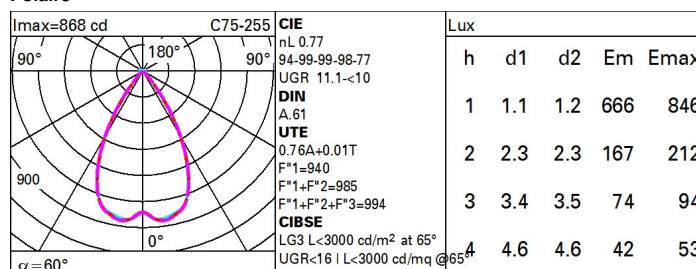 Imax=868 cd C75-255
90° 180° 90°
900
0°
α=60°
CIE
nL 0.77
94-99-99-98-77
UGR 11.1-<10
DIN
A.61
UTE
0.76A+0.01T
F"1=940
F"1+F"2=985
F"1+F"2+F"3=994
CIBSE
LG3 L<3000 cd/m² at 65°
UGR<16 | L<3000 cd/mq @65°
Lux
h d1 d2 Em Emax
1 1.1 1.2 666 846
2 2.3 2.3 167 212
3 3.4 3.5 74 94
4 4.6 4.6 42 53